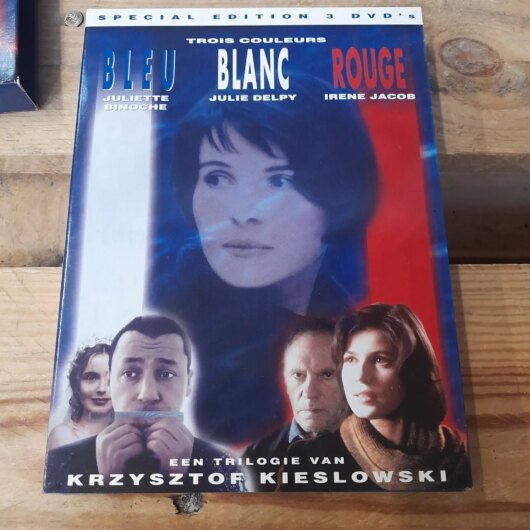 SPECIAL EDITION 3 DVD's
TROIS COULEURS
BLEU BLANC ROUGE
JULIETTE BINOCHE JULIE DELPY IRENE JACOB
EEN TRILOGIE VAN
KRZYSZTOF KIESLOWSKI